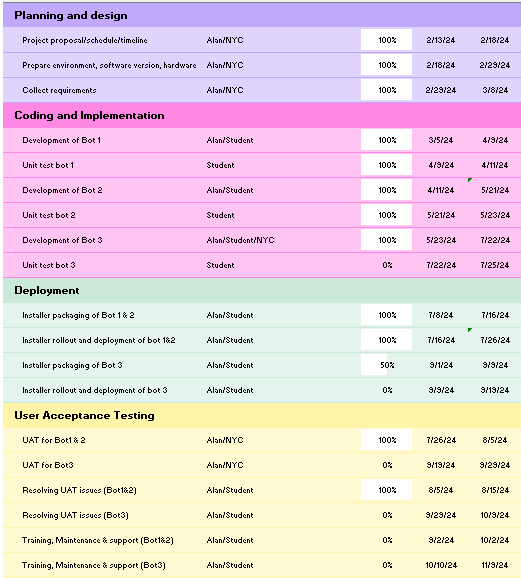 Planning and design
Project proposal/schedule/timeline Alan/NYC 100% 2/13/24 2/18/24
Prepare environment, software version, hardware Alan/NYC 100% 2/18/24 2/29/24
Collect requirements Alan/NYC 100% 2/29/24 3/8/24
Coding and Implementation
Development of Bot 1 Alan/Student 100% 3/5/24 4/9/24
Unit test bot 1 Student 100% 4/9/24 4/11/24
Development of Bot 2 Alan/Student 100% 4/11/24 5/21/24
Unit test bot 2 Student 100% 5/21/24 5/23/24
Development of Bot 3 Alan/Student/NYC 100% 5/23/24 7/22/24
Unit test bot 3 Student 0% 7/22/24 7/25/24
Deployment
Installer packaging of Bot 1 & 2 Alan/Student 100% 7/8/24 7/16/24
Installer rollout and deployment of bot 1&2 Alan/Student 100% 7/16/24 7/26/24
Installer packaging of Bot 3 Alan/Student 50% 9/1/24 9/9/24
Installer rollout and deployment of bot 3 Alan/Student 0% 9/9/24 9/19/24
User Acceptance Testing
UAT for Bot1 & 2 Alan/NYC 100% 7/26/24 8/5/24
UAT for Bot3 Alan/NYC 0% 9/19/24 9/29/24
Resolving UAT issues (Bot1&2) Alan/Student 100% 8/5/24 8/15/24
Resolving UAT issues (Bot3) Alan/Student 0% 9/29/24 10/9/24
Training, Maintenance & support (Bot1&2) Alan/Student 0% 9/2/24 10/2/24
Training, Maintenance & support (Bot3) Alan/Student 0% 10/10/24 11/9/24